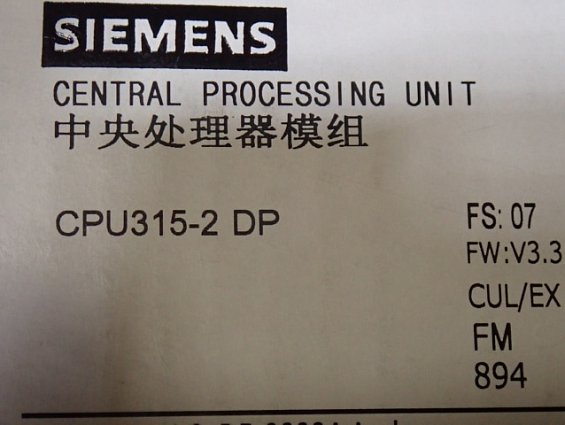 SIEMENS
CENTRAL PROCESSING UNIT
中央处理器模组
CPU315-2 DP
FS: 07
FW:V3.3
CUL/EX
FM
894